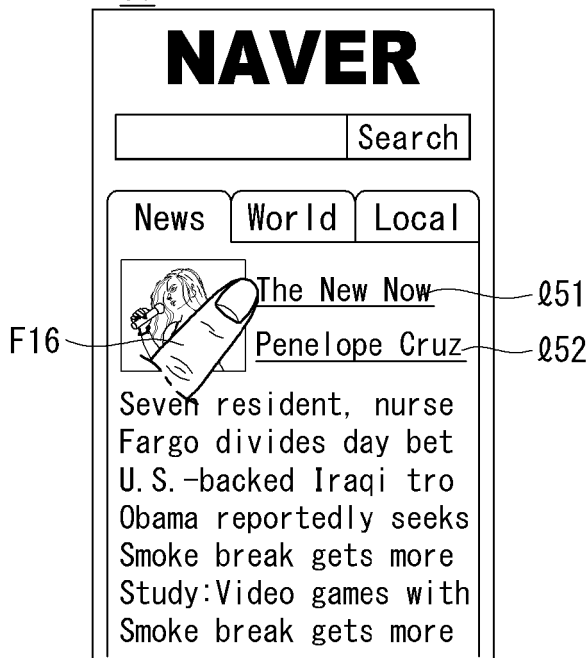 NAVER
Search
News World Local
The New Now ℓ51
F16
Penelope Cruz ℓ52
Seven resident, nurse
Fargo divides day bet
U.S.-backed Iraqi tro
Obama reportedly seeks
Smoke break gets more
Study:Video games with
Smoke break gets more